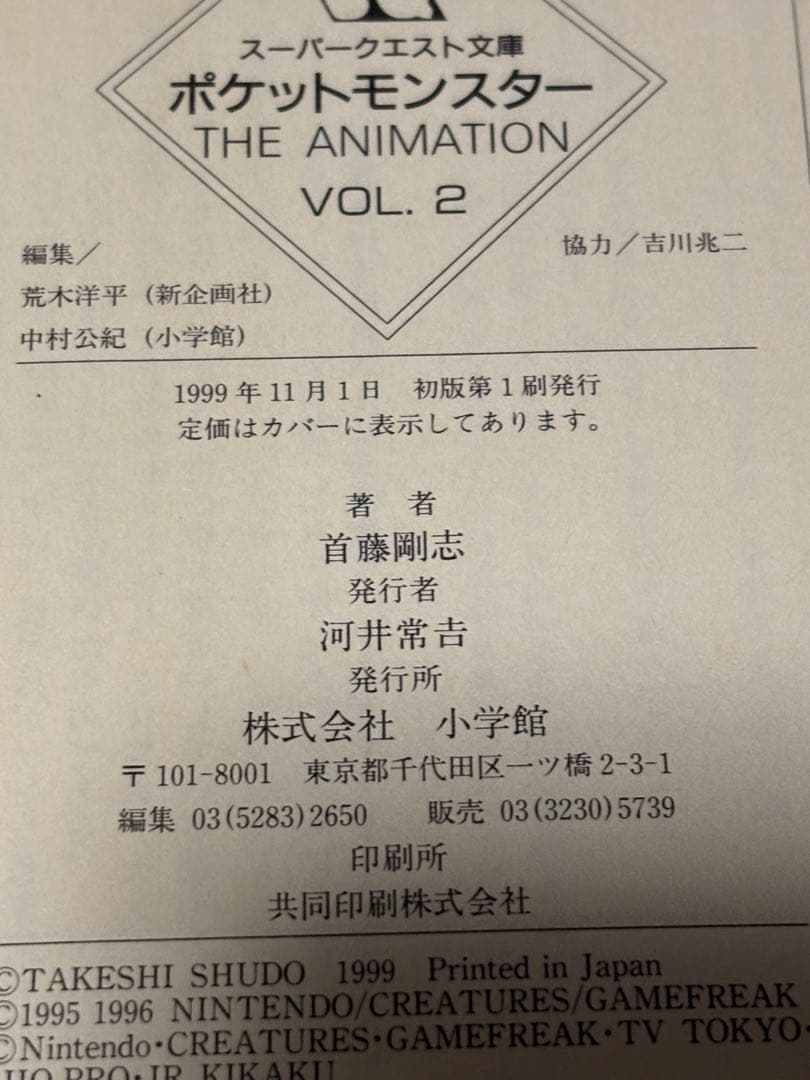 スーパークエスト文庫
ポケットモンスター
THE ANIMATION
VOL. 2
編集／
荒木洋平（新企画社）
中村公紀（小学館）
協力／吉川兆二
1999年11月1日　初版第1刷発行
定価はカバーに表示してあります。
著　者
首藤剛志
発行者
河井常𠮷
発行所
株式会社　小学館
〒101-8001　東京都千代田区一ツ橋2-3-1
編集 03(5283)2650　販売 03(3230)5739
印刷所
共同印刷株式会社
©TAKESHI SHUDO 1999 Printed in Japan
©1995 1996 NINTENDO/CREATURES/GAMEFREAK
©Nintendo・CREATURES・GAMEFREAK・TV TOKYO・
PRO・JR KIKAKU